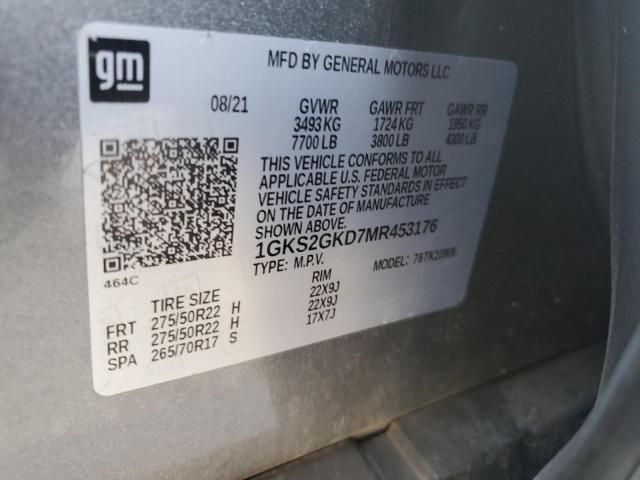 gm
MFD BY GENERAL MOTORS LLC
08/21 GVWR GAWR FRT GAWR RR
3493 KG 1724 KG 1950 KG
7700 LB 3800 LB 4300 LB
THIS VEHICLE CONFORMS TO ALL
APPLICABLE U.S. FEDERAL MOTOR
VEHICLE SAFETY STANDARDS IN EFFECT
ON THE DATE OF MANUFACTURE
SHOWN ABOVE.
1GKS2GKD7MR453176
TYPE: M.P.V. MODEL:
464C
TIRE SIZE RIM
FRT 275/50R22 H 22X9J
RR 275/50R22 H 22X9J
SPA 265/70R17 S 17X7J